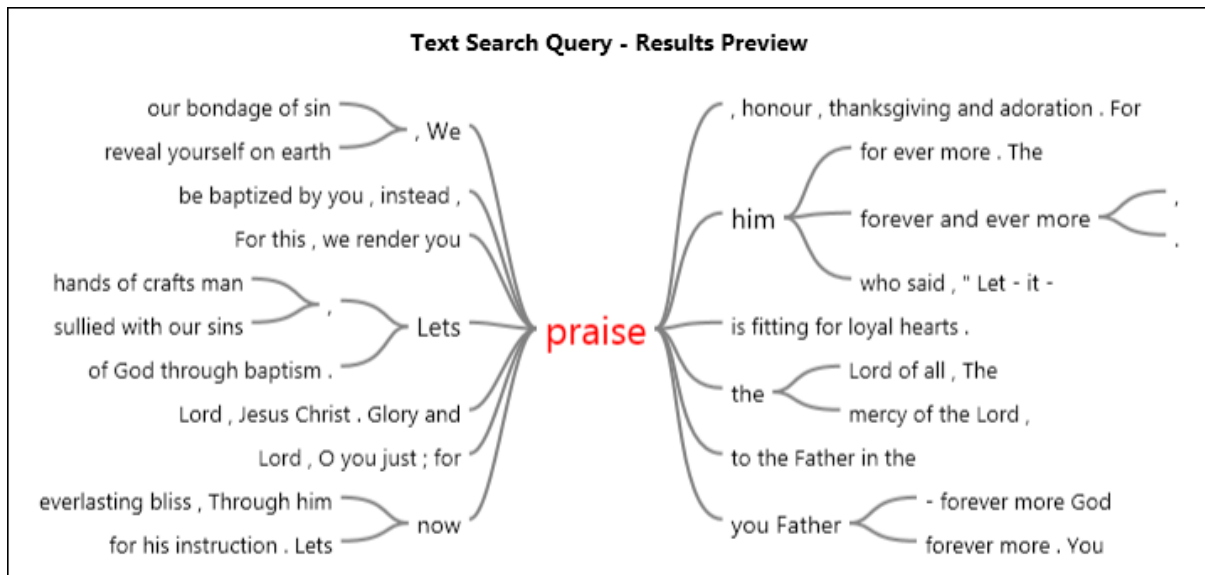 Text Search Query - Results Preview
our bondage of sin
reveal yourself on earth
, We
be baptized by you , instead ,
For this , we render you
hands of crafts man
sullied with our sins
,
of God through baptism .
Lets
Lord , Jesus Christ . Glory and
Lord , O you just ; for
everlasting bliss , Through him
for his instruction . Lets
now
praise
, honour , thanksgiving and adoration . For
him
for ever more . The
forever and ever more
,
.
who said , " Let - it -
is fitting for loyal hearts .
the
Lord of all , The
mercy of the Lord ,
to the Father in the
you Father
- forever more God
forever more . You